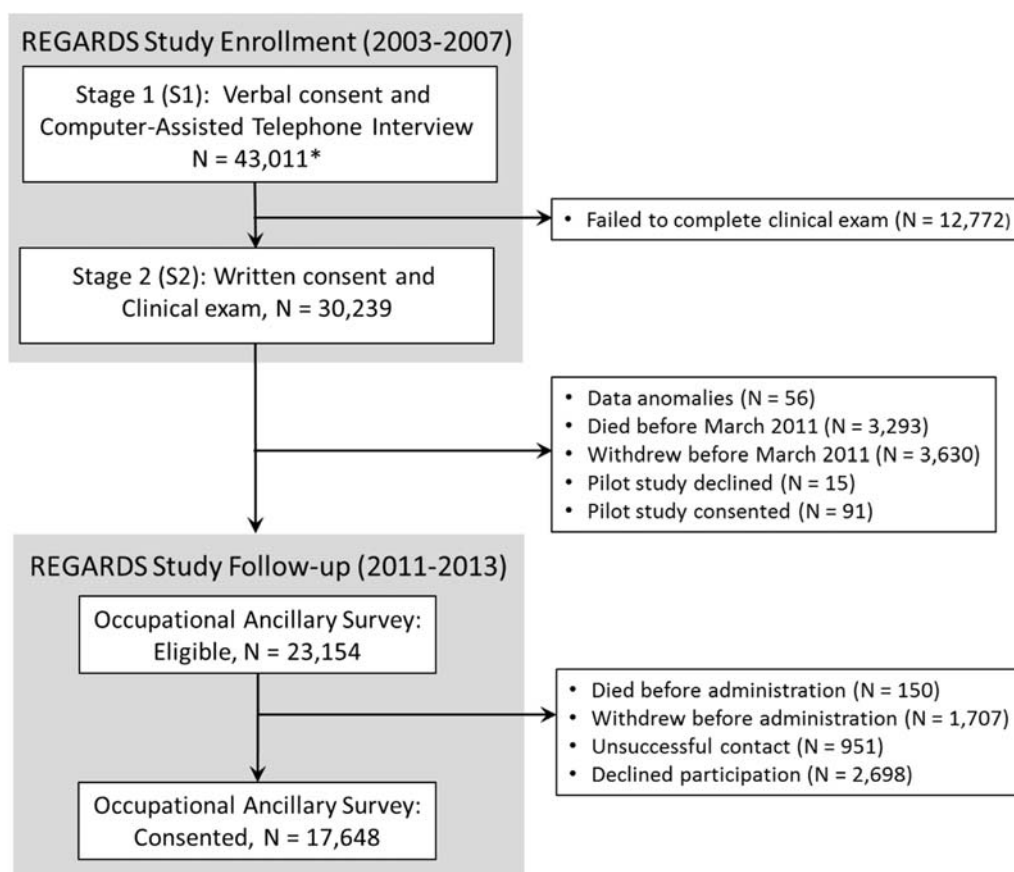 REGARDS Study Enrollment (2003-2007)
Stage 1 (S1):  Verbal consent and
Computer-Assisted Telephone Interview
N = 43,011*
• Failed to complete clinical exam (N = 12,772)
Stage 2 (S2): Written consent and
Clinical exam, N = 30,239
• Data anomalies (N = 56)
• Died before March 2011 (N = 3,293)
• Withdrew before March 2011 (N = 3,630)
• Pilot study declined (N = 15)
• Pilot study consented (N = 91)
REGARDS Study Follow-up (2011-2013)
Occupational Ancillary Survey:
Eligible, N = 23,154
• Died before administration (N = 150)
• Withdrew before administration (N = 1,707)
• Unsuccessful contact (N = 951)
• Declined participation (N = 2,698)
Occupational Ancillary Survey:
Consented, N = 17,648